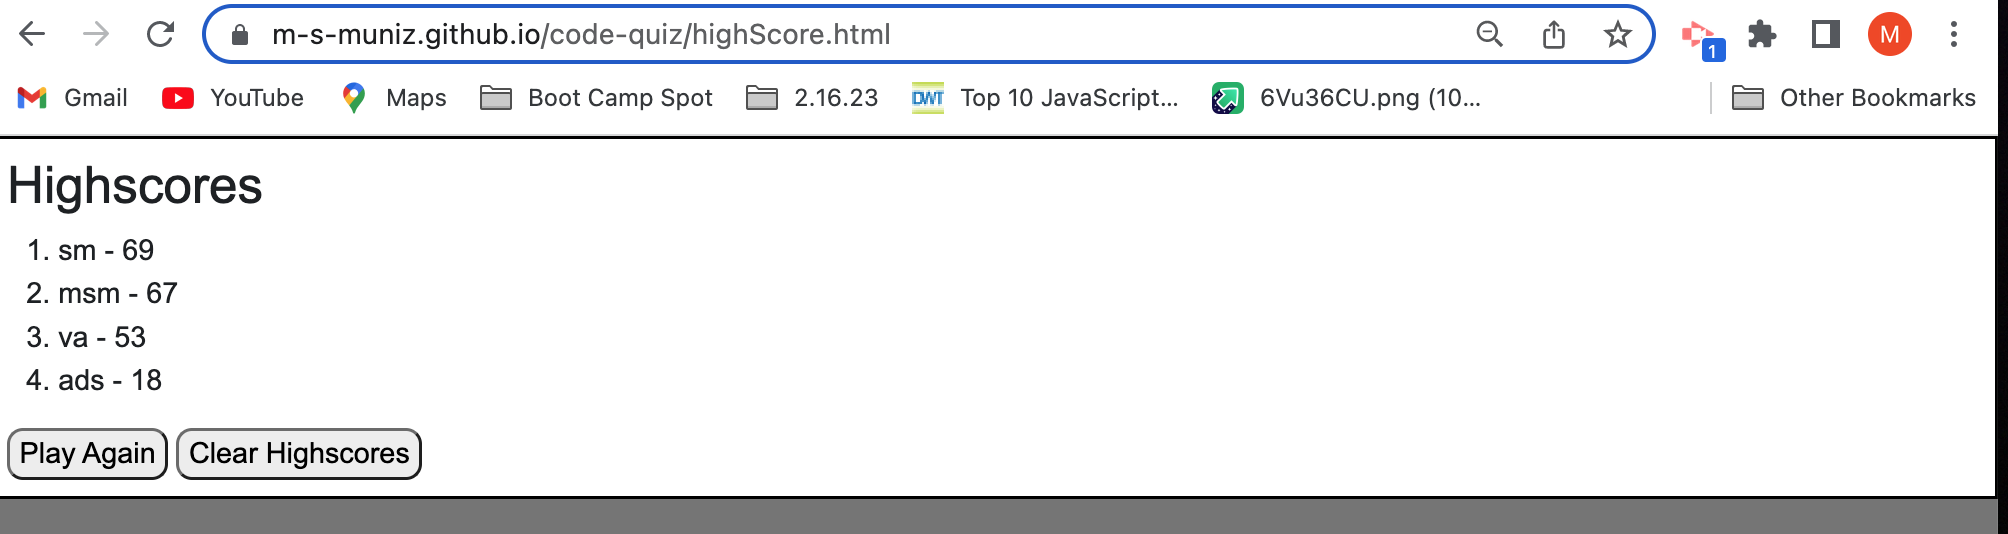 m-s-muniz.github.io/code-quiz/highScore.html
1
M
Gmail YouTube Maps Boot Camp Spot 2.16.23 DWT Top 10 JavaScript... 6Vu36CU.png (10... Other Bookmarks
Highscores
1. sm - 69
2. msm - 67
3. va - 53
4. ads - 18
Play Again Clear Highscores